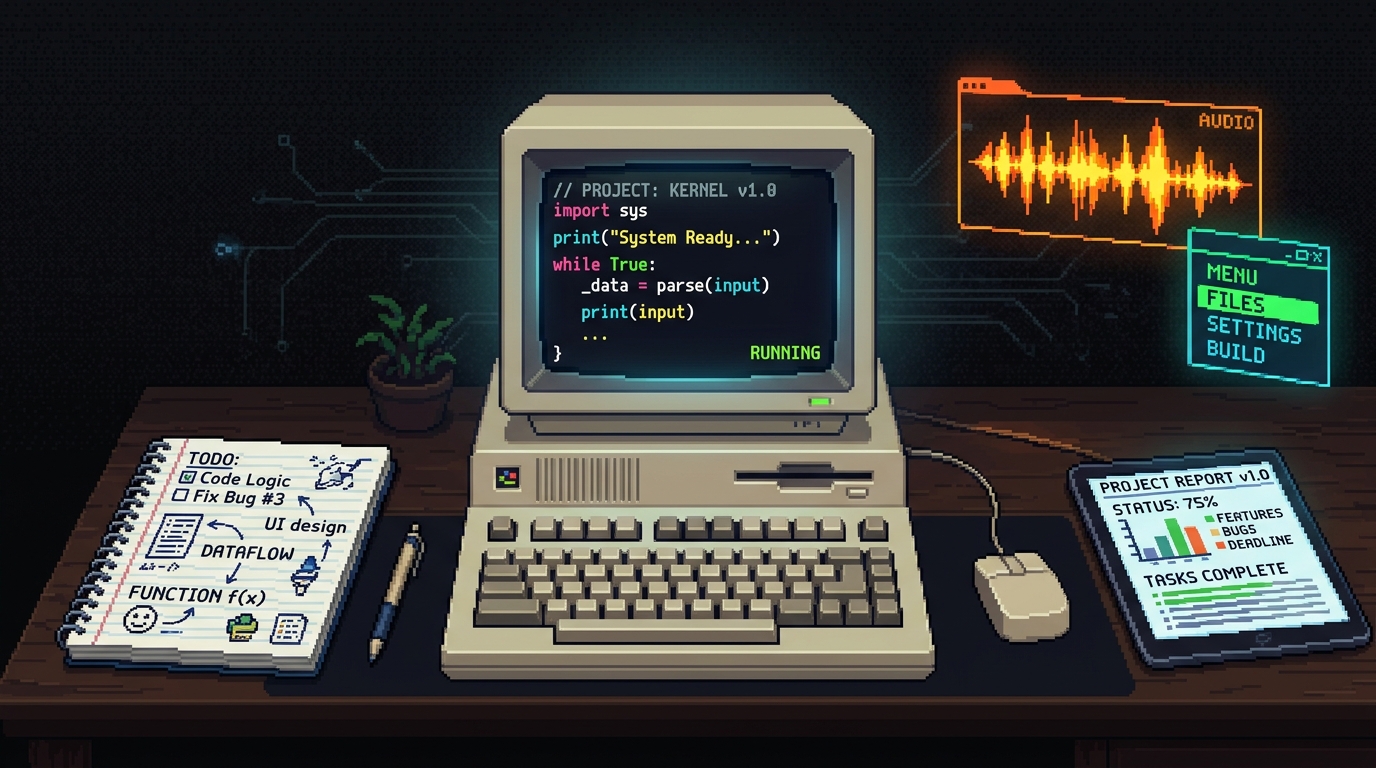 // PROJECT: KERNEL v1.0
import sys
print("System Ready...")
while True:
_data = parse(input)
print(input)
...
}
RUNNING
AUDIO
MENU
FILES
SETTINGS
BUILD
TODO:
Code Logic
Fix Bug #3
UI design
DATAFLOW
FUNCTION f(x)
PROJECT REPORT v1.0
STATUS: 75%
FEATURES
BUGS
DEADLINE
TASKS COMPLETE